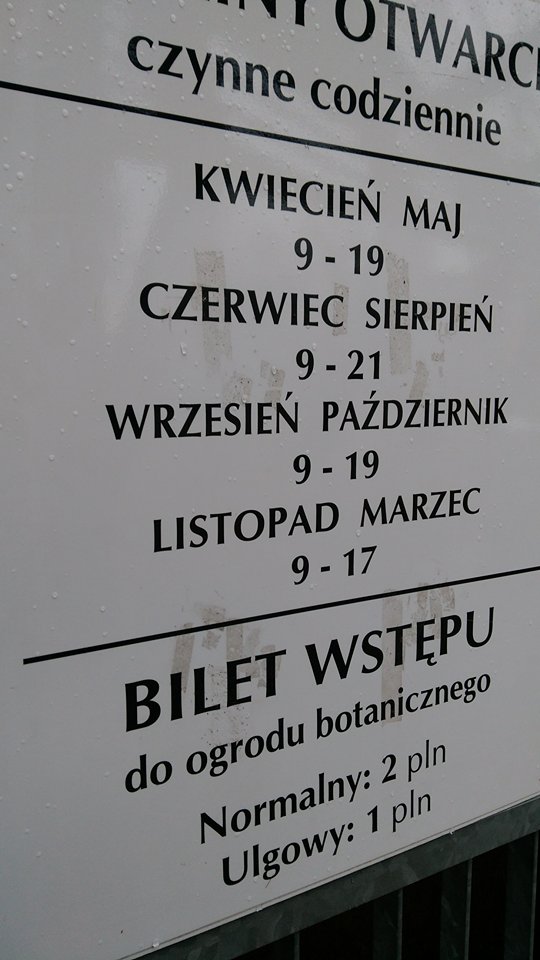 OTWARC
czynne codziennie
KWIECIEŃ MAJ
9 - 19
CZERWIEC SIERPIEŃ
9 - 21
WRZESIEŃ PAŹDZIERNIK
9 - 19
LISTOPAD MARZEC
9 - 17
BILET WSTĘPU
do ogrodu botanicznego
Normalny: 2 pln
Ulgowy: 1 pln